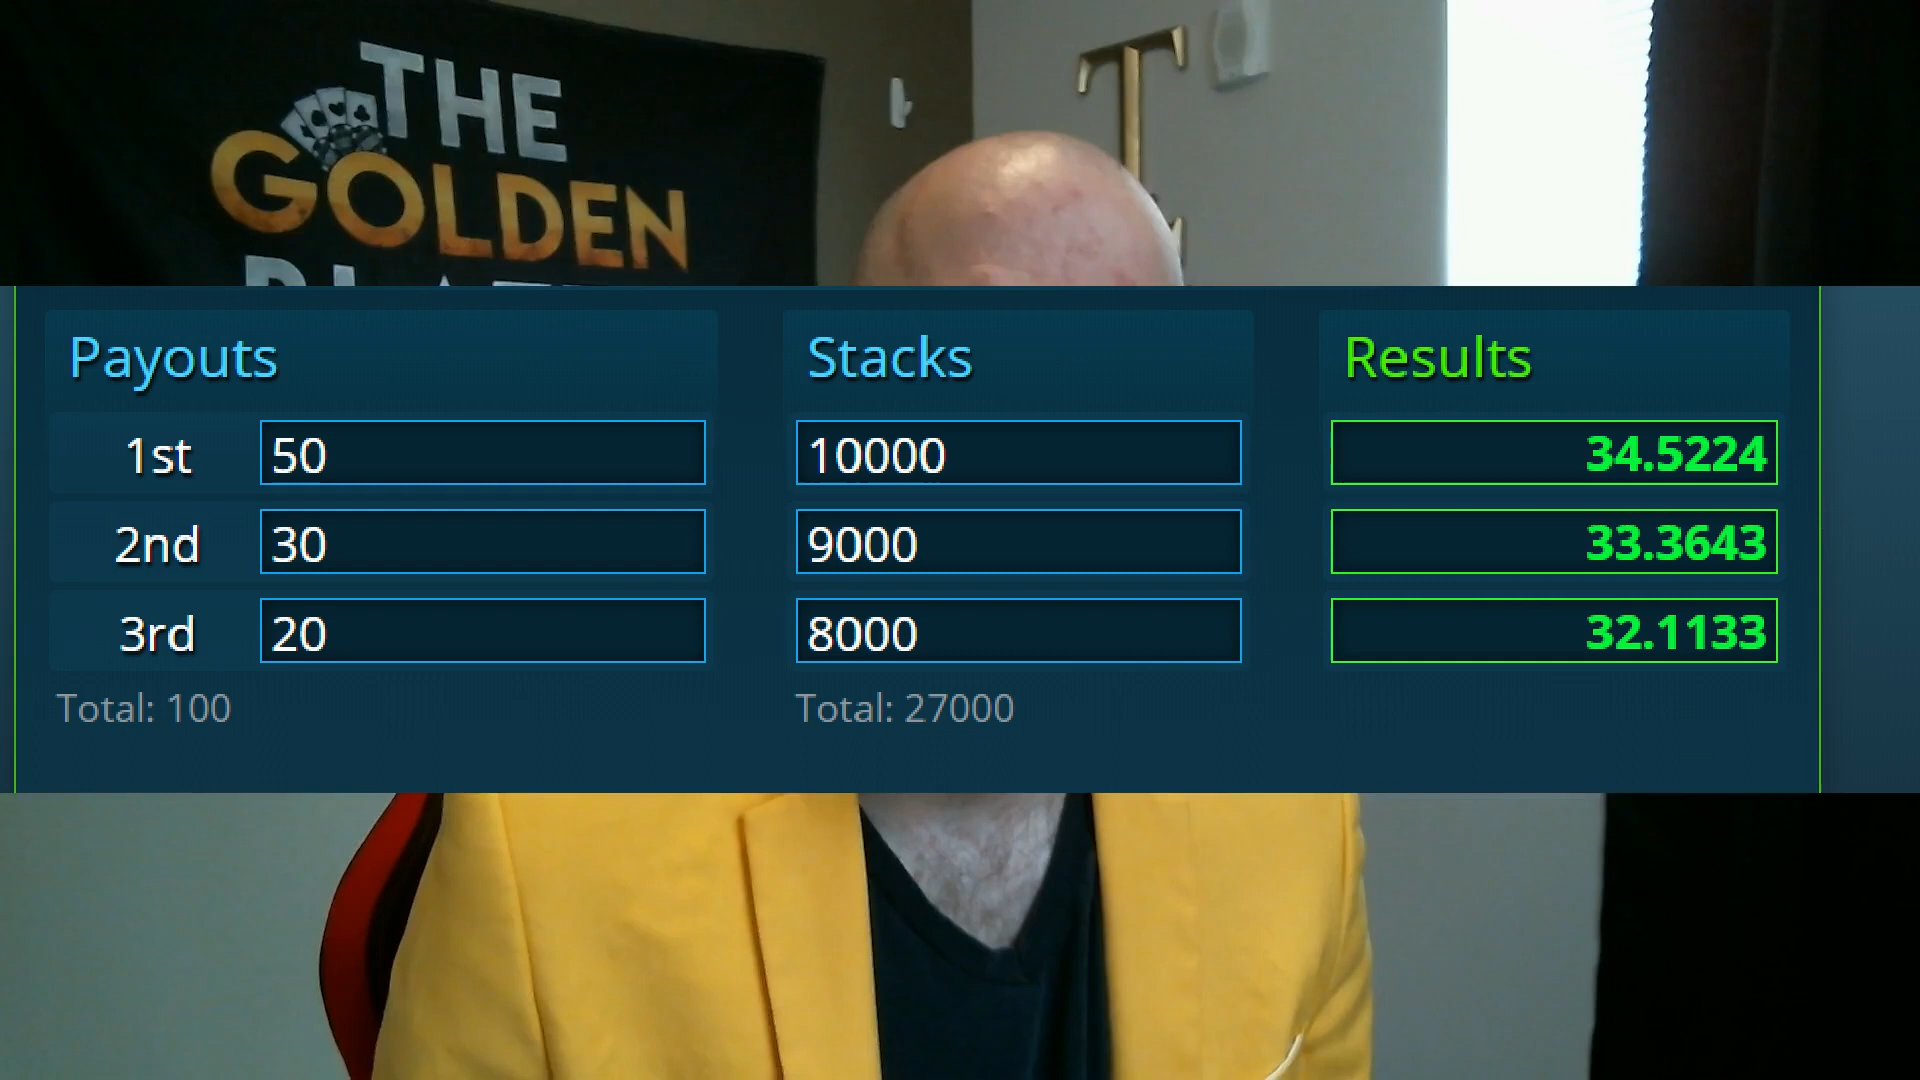 THE
GOLDEN
Payouts Stacks Results
1st 50 10000 34.5224
2nd 30 9000 33.3643
3rd 20 8000 32.1133
Total: 100 Total: 27000